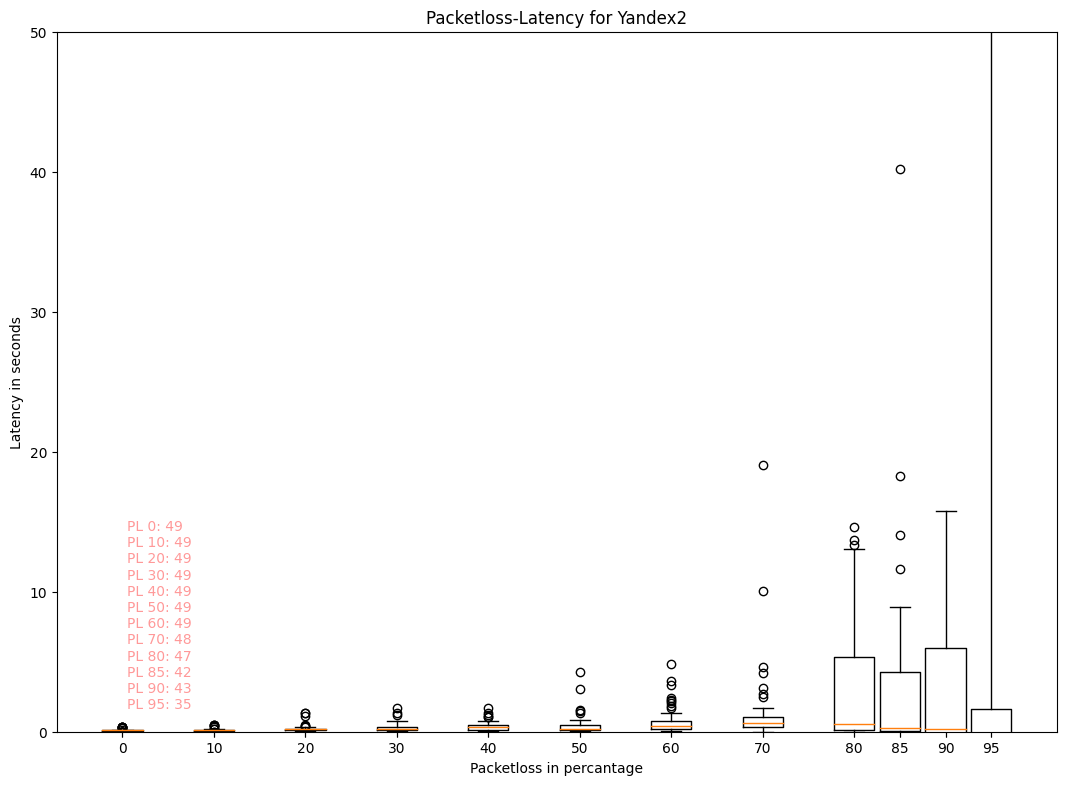 Packetloss-Latency for Yandex2
50
40
30
20
10
0
Latency in seconds
PL 0: 49
PL 10: 49
PL 20: 49
PL 30: 49
PL 40: 49
PL 50: 49
PL 60: 49
PL 70: 48
PL 80: 47
PL 85: 42
PL 90: 43
PL 95: 35
0 10 20 30 40 50 60 70 80 85 90 95
Packetloss in percantage